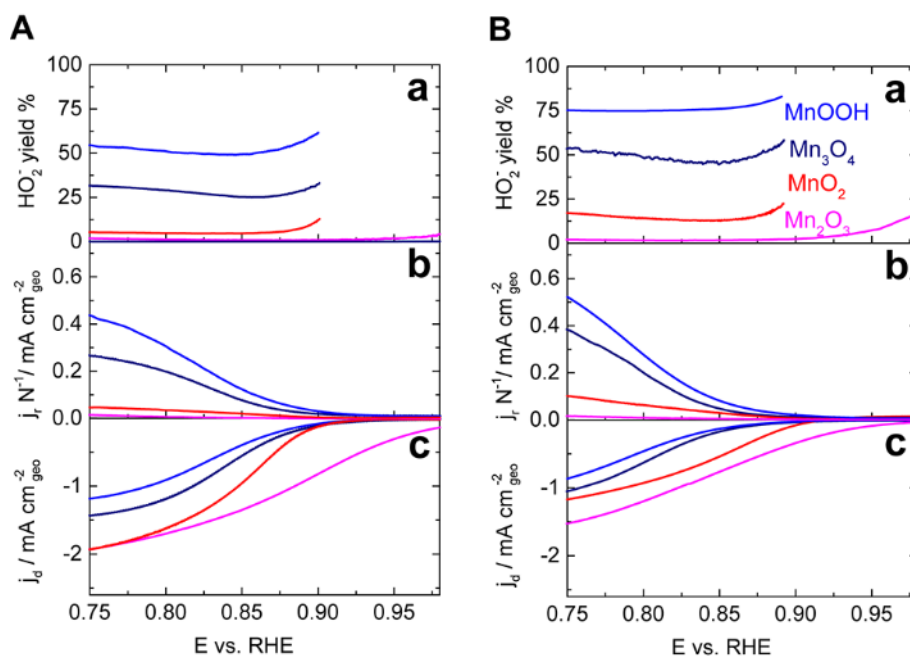 A
a
HO₂⁻ yield %
100
75
50
25
0
b
jᵣ N⁻¹/ mA cm⁻²geo
0.6
0.4
0.2
0.0
c
j_d / mA cm⁻²geo
-1
-2
0.75 0.80 0.85 0.90 0.95
E vs. RHE
B
a
HO₂⁻ yield %
100
75
50
25
0
MnOOH
Mn₃O₄
MnO₂
Mn₂O₃
b
jᵣ N⁻¹/ mA cm⁻²geo
0.6
0.4
0.2
0.0
c
j_d / mA cm⁻²geo
-1
-2
0.75 0.80 0.85 0.90 0.95
E vs. RHE